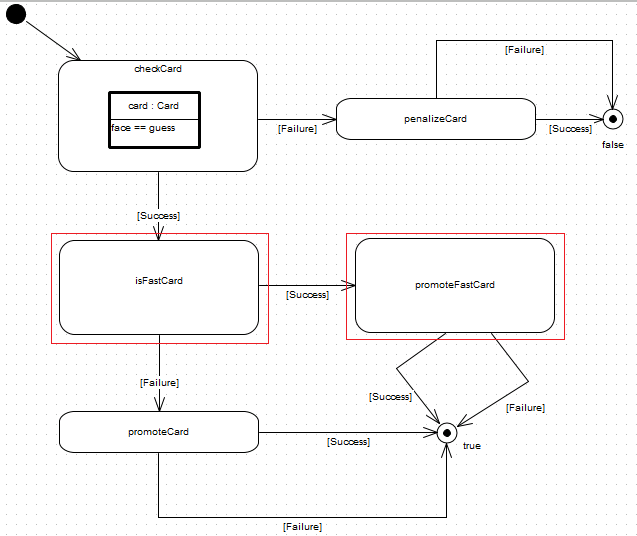 checkCard
[Failure]
card : Card
face == guess
penalizeCard
[Failure]
[Success]
false
[Success]
isFastCard
promoteFastCard
[Success]
[Failure]
[Success]
[Failure]
promoteCard
[Success]
true
[Failure]